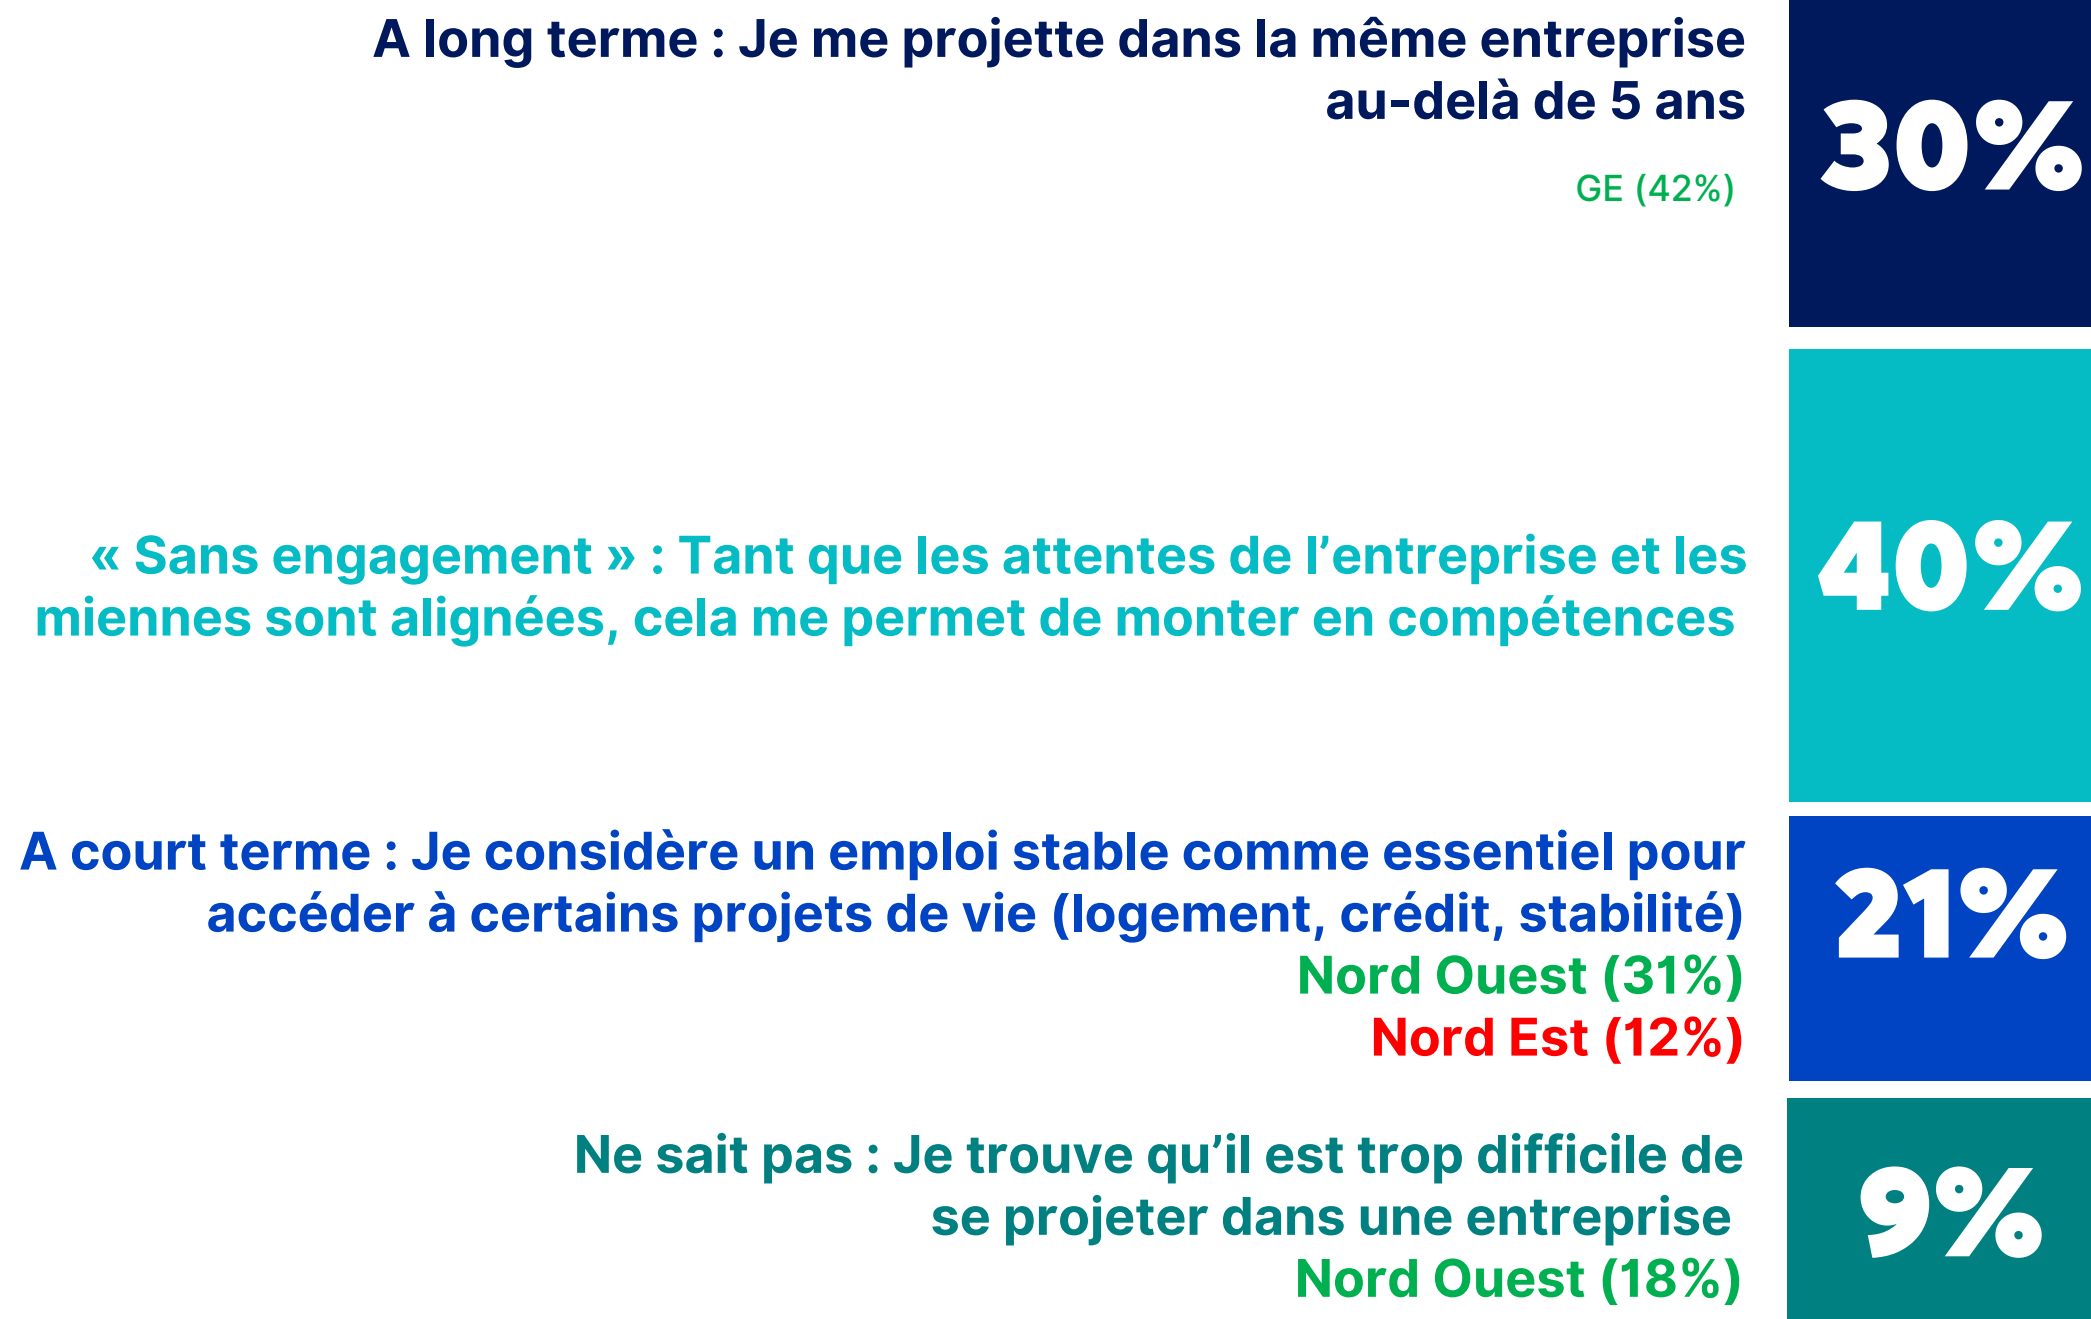 A long terme : Je me projette dans la même entreprise
au-delà de 5 ans
30%
GE (42%)
« Sans engagement » : Tant que les attentes de l’entreprise et les
miennes sont alignées, cela me permet de monter en compétences
40%
A court terme : Je considère un emploi stable comme essentiel pour
accéder à certains projets de vie (logement, crédit, stabilité)
21%
Nord Ouest (31%)
Nord Est (12%)
Ne sait pas : Je trouve qu’il est trop difficile de
se projeter dans une entreprise
9%
Nord Ouest (18%)